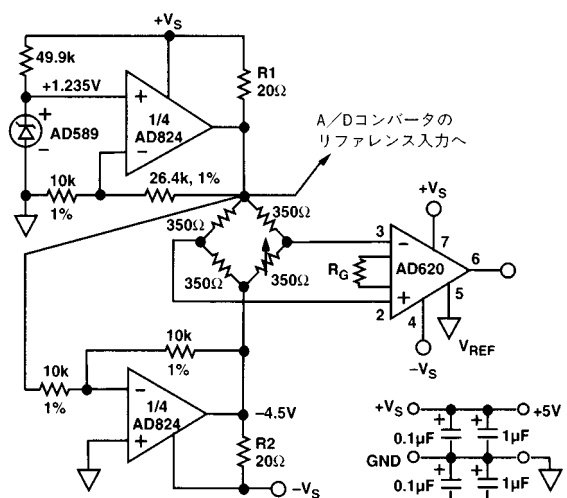 +VS
49.9k
+1.235V
R1
20Ω
+
1/4
AD824
−
+
AD589
−
A/Dコンバータの
リファレンス入力へ
10k
1%
26.4k, 1%
350Ω
350Ω
350Ω
350Ω
+VS
3
−
7
RG
AD620
6
+
2
4
5
−VS
VREF
10k
1%
10k
1%
−
1/4
AD824
+
−4.5V
R2
20Ω
−VS
+VS
+5V
+
+
0.1µF
1µF
GND
+
+
0.1µF
1µF